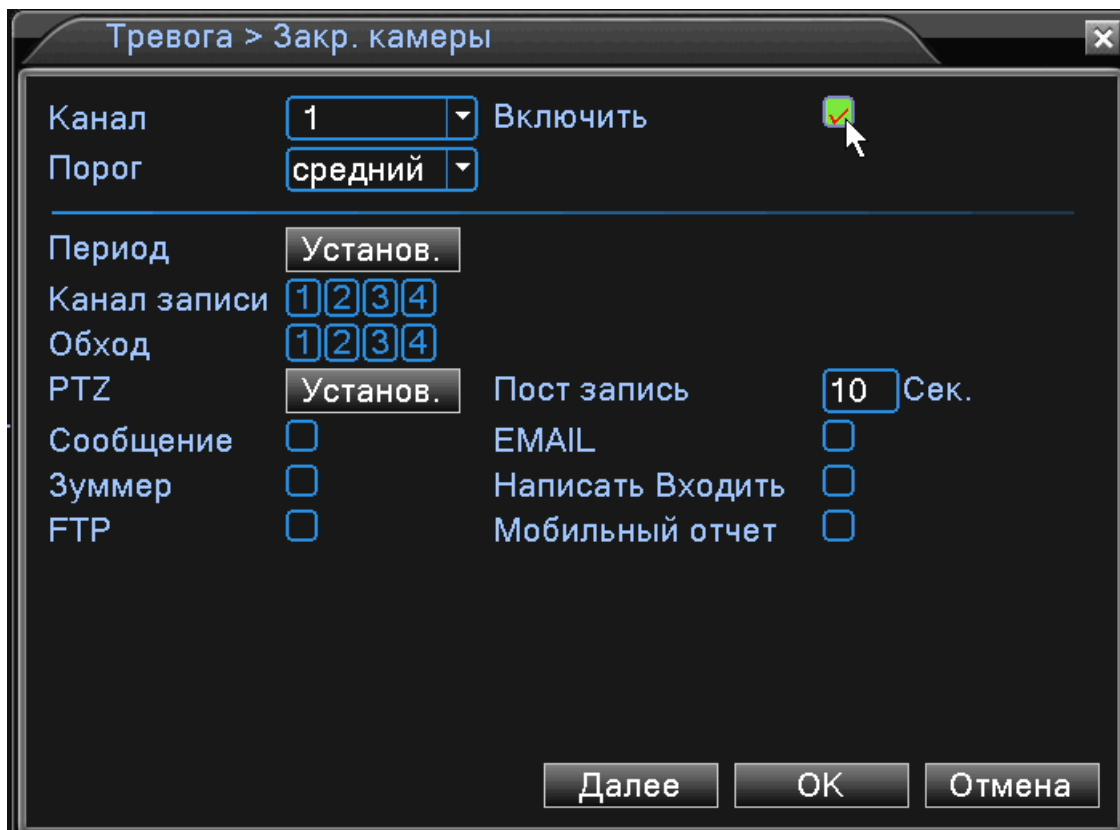 Тревога > Закр. камеры
Канал 1 Включить
Порог средний
Период Установ.
Канал записи 1 2 3 4
Обход 1 2 3 4
PTZ Установ. Пост запись 10 Сек.
Сообщение EMAIL
Зуммер Написать Входить
FTP Мобильный отчет
Далее OK Отмена